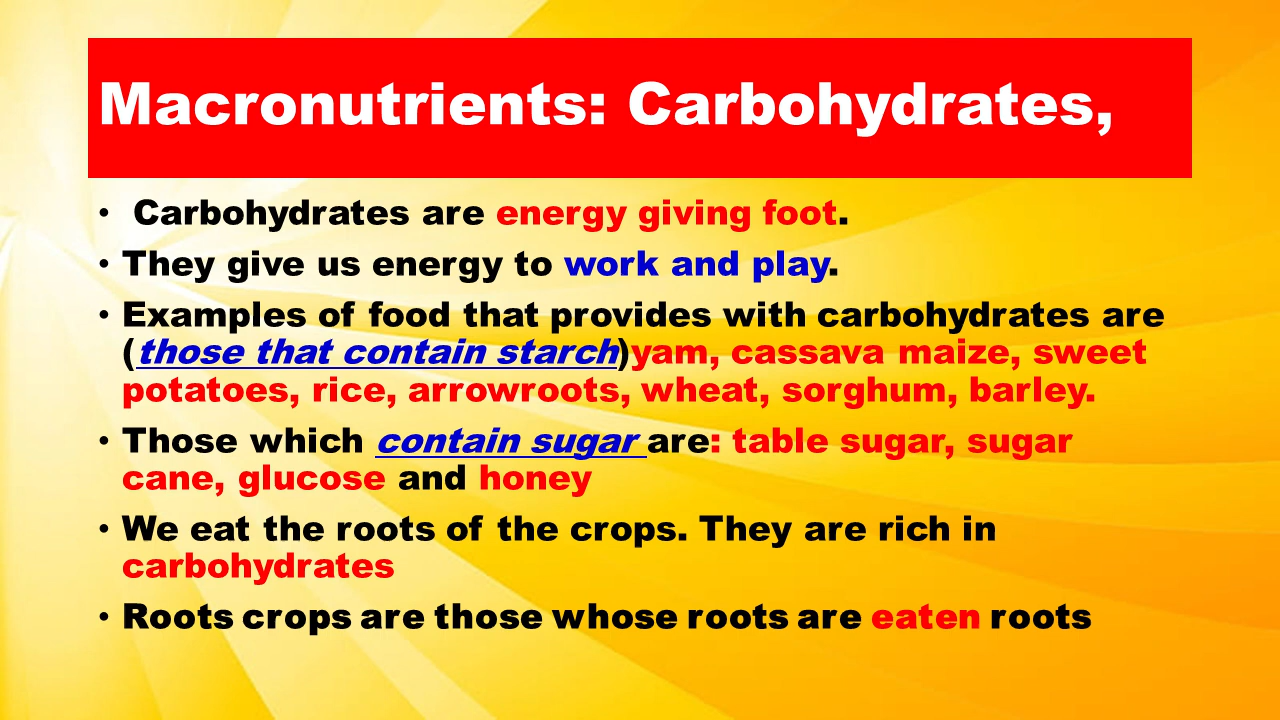 Macronutrients: Carbohydrates,
• Carbohydrates are energy giving foot.
• They give us energy to work and play.
• Examples of food that provides with carbohydrates are
(those that contain starch)yam, cassava maize, sweet
potatoes, rice, arrowroots, wheat, sorghum, barley.
• Those which contain sugar are: table sugar, sugar
cane, glucose and honey
• We eat the roots of the crops. They are rich in
carbohydrates
• Roots crops are those whose roots are eaten roots